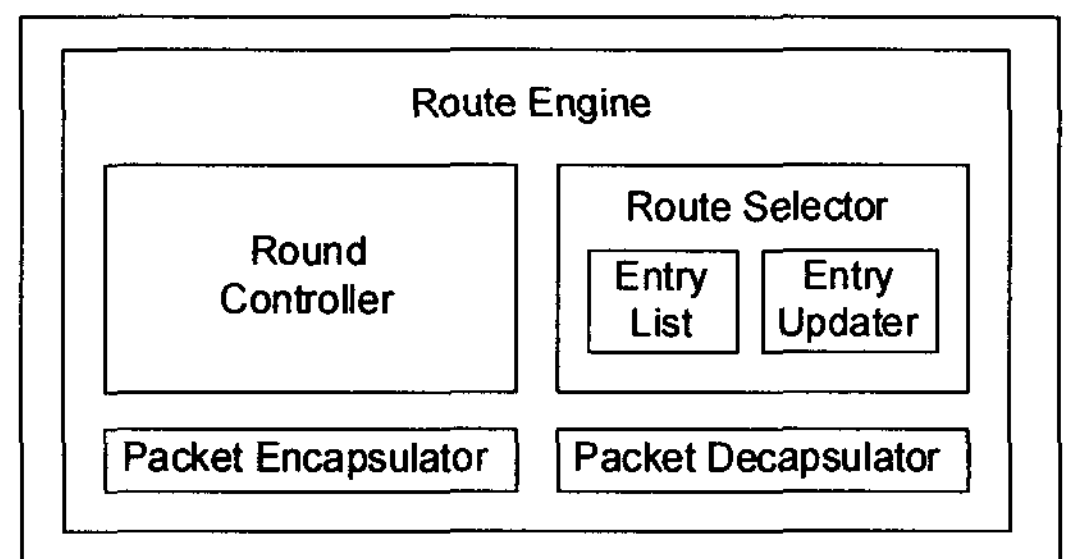 Route Engine
Round
Controller
Route Selector
Entry
List
Entry
Updater
Packet Encapsulator
Packet Decapsulator